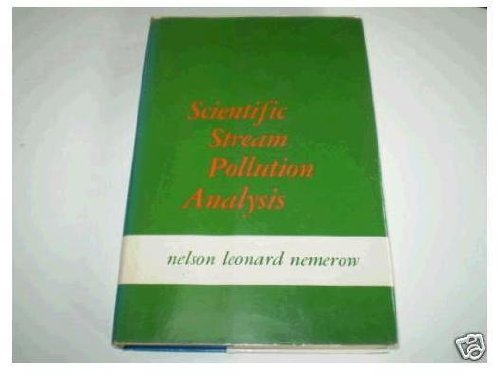 Scientific
Stream
Pollution
Analysis
nelson leonard nemerow